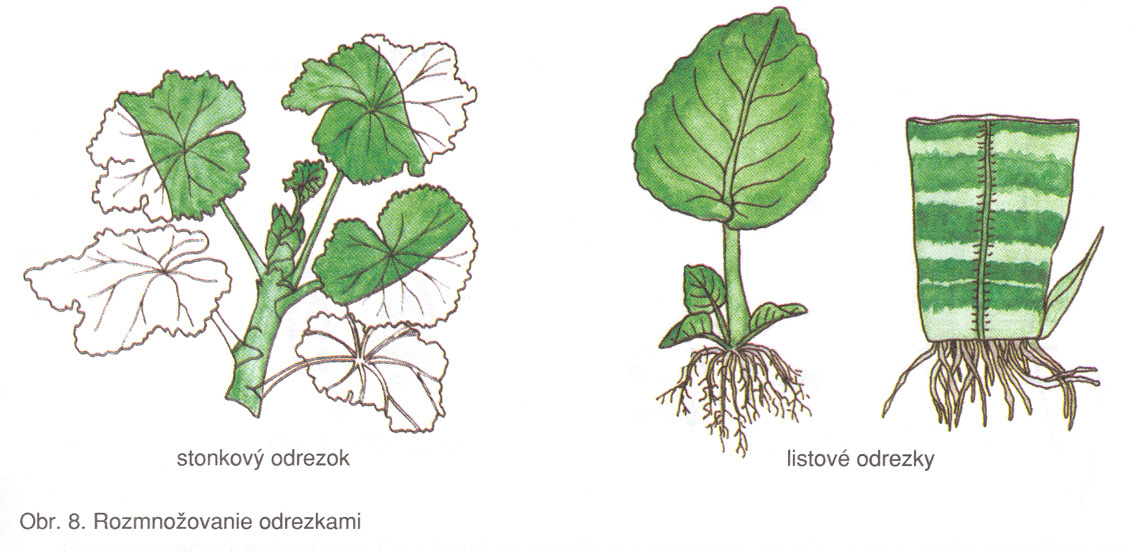 stonkový odrezok
listové odrezky
Obr. 8. Rozmnožovanie odrezkami